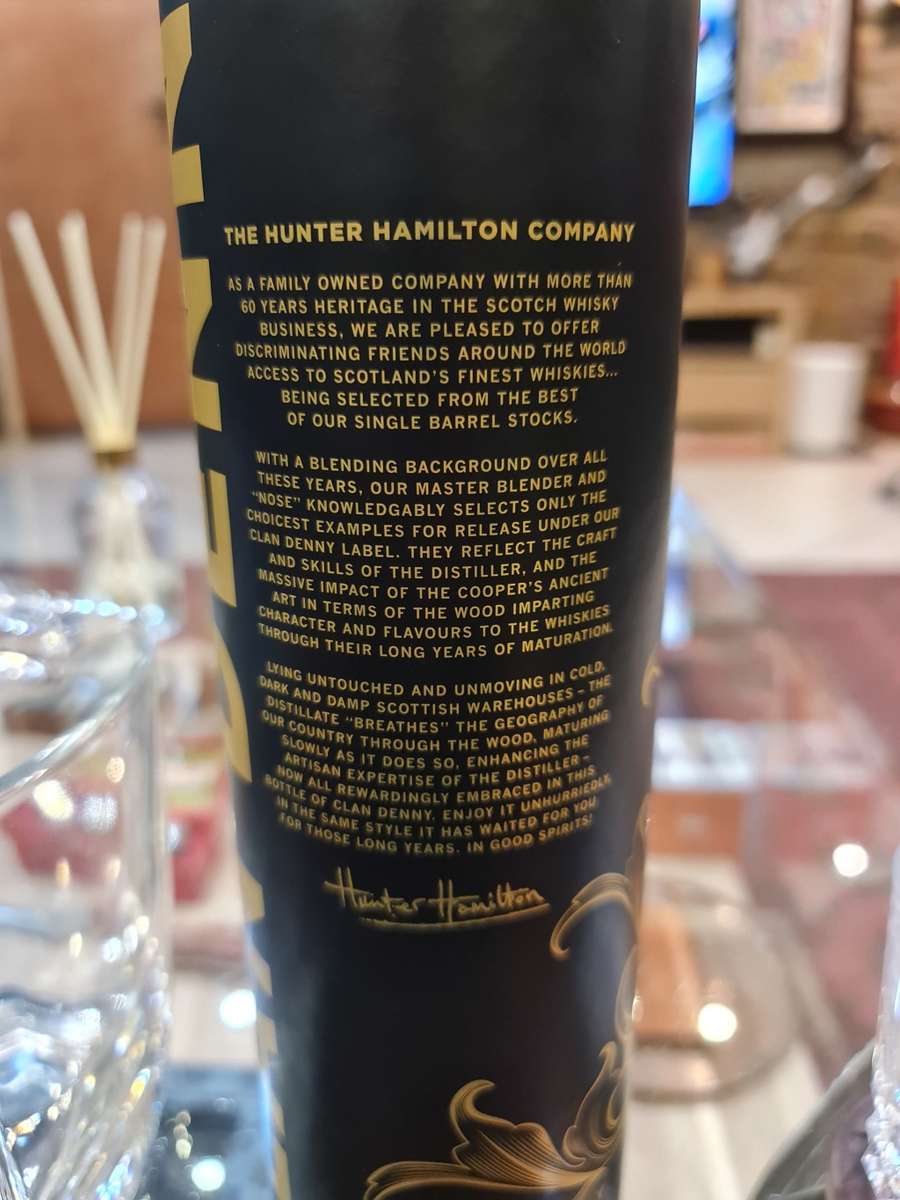 THE HUNTER HAMILTON COMPANY
AS A FAMILY OWNED COMPANY WITH MORE THAN
60 YEARS HERITAGE IN THE SCOTCH WHISKY
BUSINESS, WE ARE PLEASED TO OFFER
DISCRIMINATING FRIENDS AROUND THE WORLD
ACCESS TO SCOTLAND'S FINEST WHISKIES...
BEING SELECTED FROM THE BEST
OF OUR SINGLE BARREL STOCKS.
WITH A BLENDING BACKGROUND OVER ALL
THESE YEARS, OUR MASTER BLENDER AND
"NOSE" KNOWLEDGABLY SELECTS ONLY THE
CHOICEST EXAMPLES FOR RELEASE UNDER OUR
CLAN DENNY LABEL. THEY REFLECT THE CRAFT
AND SKILLS OF THE DISTILLER, AND THE
MASSIVE IMPACT OF THE COOPER'S ANCIENT
ART IN TERMS OF THE WOOD IMPARTING
CHARACTER AND FLAVOURS TO THE WHISKIES
THROUGH THEIR LONG YEARS OF MATURATION.
LYING UNTOUCHED AND UNMOVING IN COLD,
DARK AND DAMP SCOTTISH WAREHOUSES - THE
DISTILLATE "BREATHES" THE GEOGRAPHY OF
OUR COUNTRY THROUGH THE WOOD, MATURING
SLOWLY AS IT DOES SO, ENHANCING THE
ARTISAN EXPERTISE OF THE DISTILLER -
NOW ALL REWARDINGLY EMBRACED IN THIS
BOTTLE OF CLAN DENNY. ENJOY IT UNHURRIEDLY
IN THE SAME STYLE IT HAS WAITED FOR YOU
FOR THOSE LONG YEARS. IN GOOD SPIRITS!
Hunter Hamilton